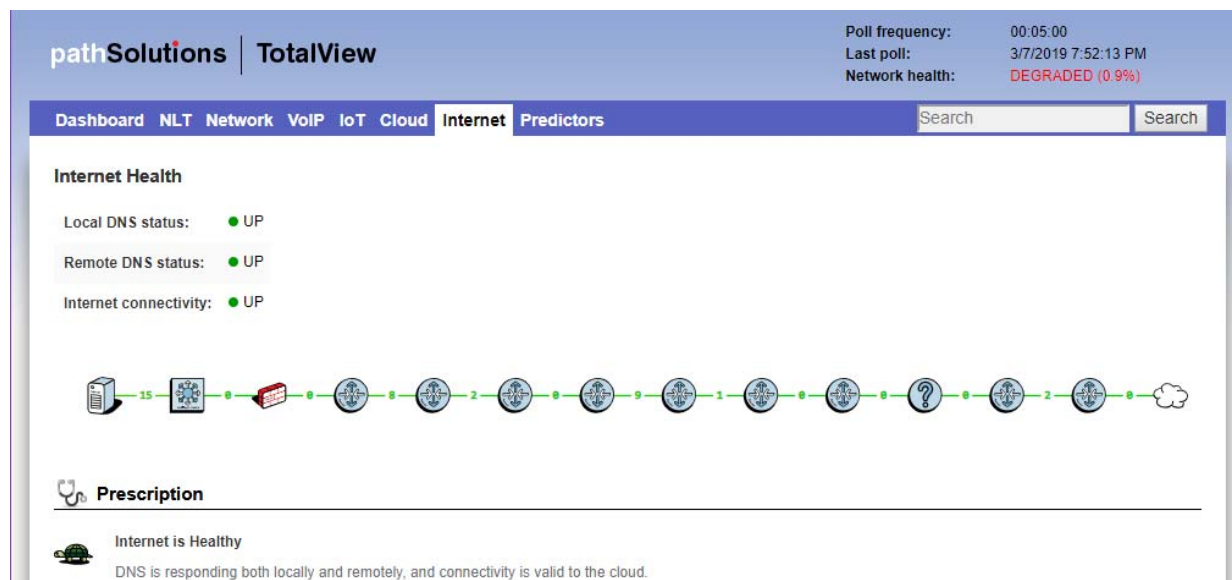 pathSolutions TotalView
Poll frequency: 00:05:00
Last poll: 3/7/2019 7:52:13 PM
Network health: DEGRADED (0.9%)
Dashboard NLT Network VoIP IoT Cloud Internet Predictors Search Search
Internet Health
Local DNS status: UP
Remote DNS status: UP
Internet connectivity: UP
15 0 0 8 2 0 9 1 0 0 ? 0 2 0
Prescription
Internet is Healthy
DNS is responding both locally and remotely, and connectivity is valid to the cloud.